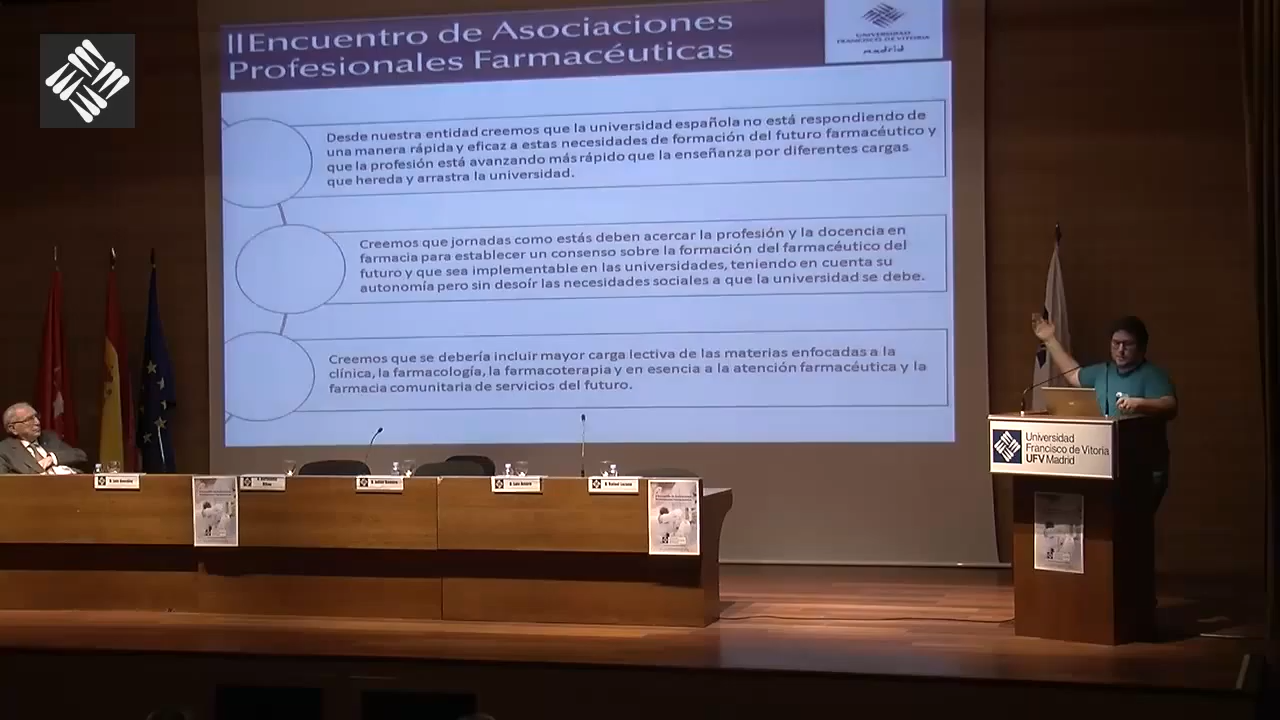 II Encuentro de Asociaciones
Profesionales Farmacéuticas
UNIVERSIDAD
FRANCISCO DE VITORIA
madrid
Desde nuestra entidad creemos que la universidad española no está respondiendo de
una manera rápida y eficaz a estas necesidades de formación del futuro farmacéutico y
que la profesión está avanzando más rápido que la enseñanza por diferentes cargas
que hereda y arrastra la universidad.
Creemos que jornadas como estás deben acercar la profesión y la docencia en
farmacia para establecer un consenso sobre la formación del farmacéutico del
futuro y que sea implementable en las universidades, teniendo en cuenta su
autonomía pero sin desoír las necesidades sociales a que la universidad se debe.
Creemos que se debería incluir mayor carga lectiva de las materias enfocadas a la
clínica, la farmacología, la farmacoterapia y en esencia a la atención farmacéutica y la
farmacia comunitaria de servicios del futuro.
Universidad
Francisco de Vitoria
UFV Madrid